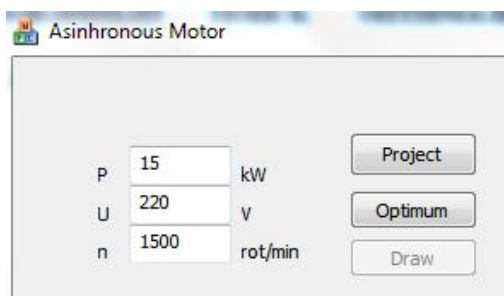 Asinhronous Motor
P 15 kW Project
U 220 V Optimum
n 1500 rot/min Draw